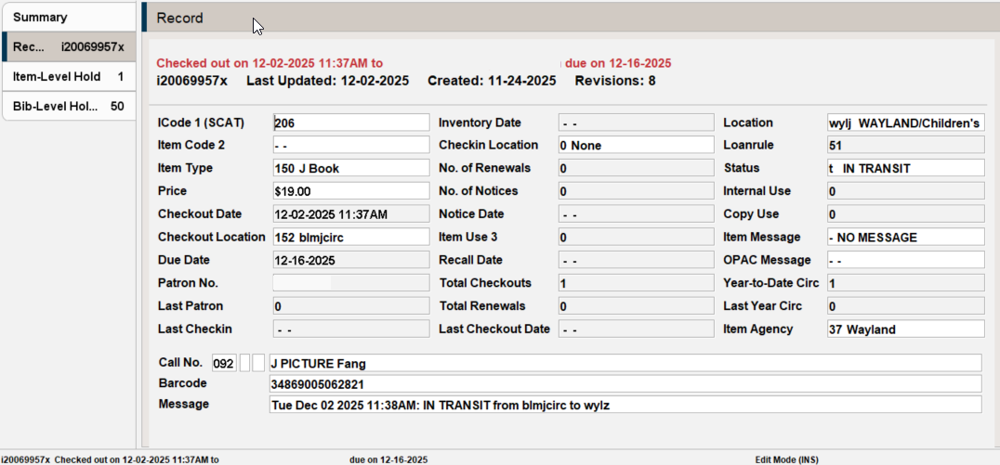 Summary
Record
Rec... i20069957x
Item-Level Hold 1
Bib-Level Hol... 50
Checked out on 12-02-2025 11:37AM to due on 12-16-2025
i20069957x Last Updated: 12-02-2025 Created: 11-24-2025 Revisions: 8
ICode 1 (SCAT) 206 Inventory Date - - Location wylj WAYLAND/Children's
Item Code 2 - - Checkin Location 0 None Loanrule 51
Item Type 150 J Book No. of Renewals 0 Status t IN TRANSIT
Price $19.00 No. of Notices 0 Internal Use 0
Checkout Date 12-02-2025 11:37AM Notice Date - - Copy Use 0
Checkout Location 152 blmjcirc Item Use 3 0 Item Message - NO MESSAGE
Due Date 12-16-2025 Recall Date - - OPAC Message - -
Patron No. Total Checkouts 1 Year-to-Date Circ 1
Last Patron 0 Total Renewals 0 Last Year Circ 0
Last Checkin - - Last Checkout Date - - Item Agency 37 Wayland
Call No. 092 J PICTURE Fang
Barcode 34869005062821
Message Tue Dec 02 2025 11:38AM: IN TRANSIT from blmjcirc to wylz
i20069957x Checked out on 12-02-2025 11:37AM to due on 12-16-2025 Edit Mode (INS)